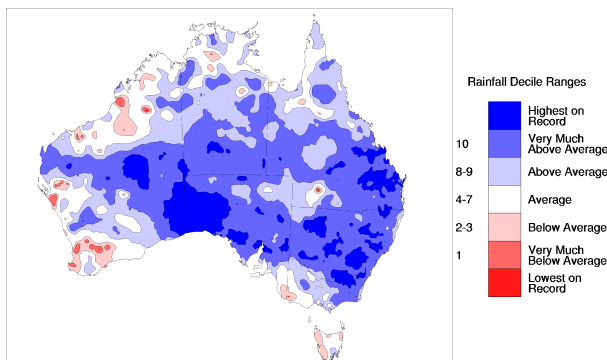 Rainfall Decile Ranges
Highest on
Record
10
Very Much
Above Average
8-9
Above Average
4-7
Average
2-3
Below Average
1
Very Much
Below Average
Lowest on
Record